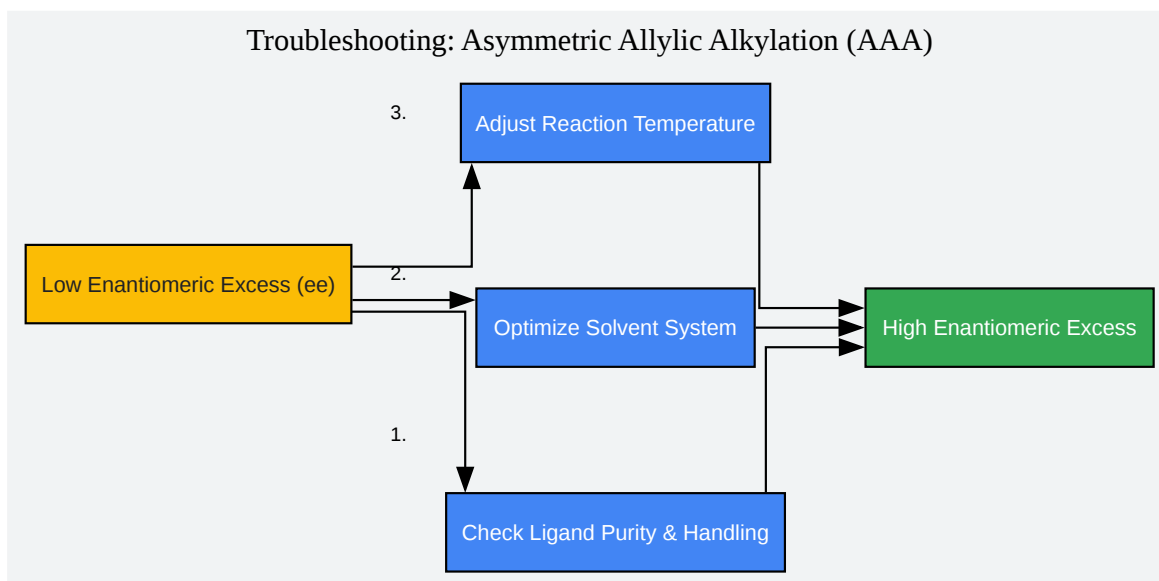 Troubleshooting: Asymmetric Allylic Alkylation (AAA)
3.
Adjust Reaction Temperature
2.
Low Enantiomeric Excess (ee)
Optimize Solvent System
High Enantiomeric Excess
1.
Check Ligand Purity & Handling